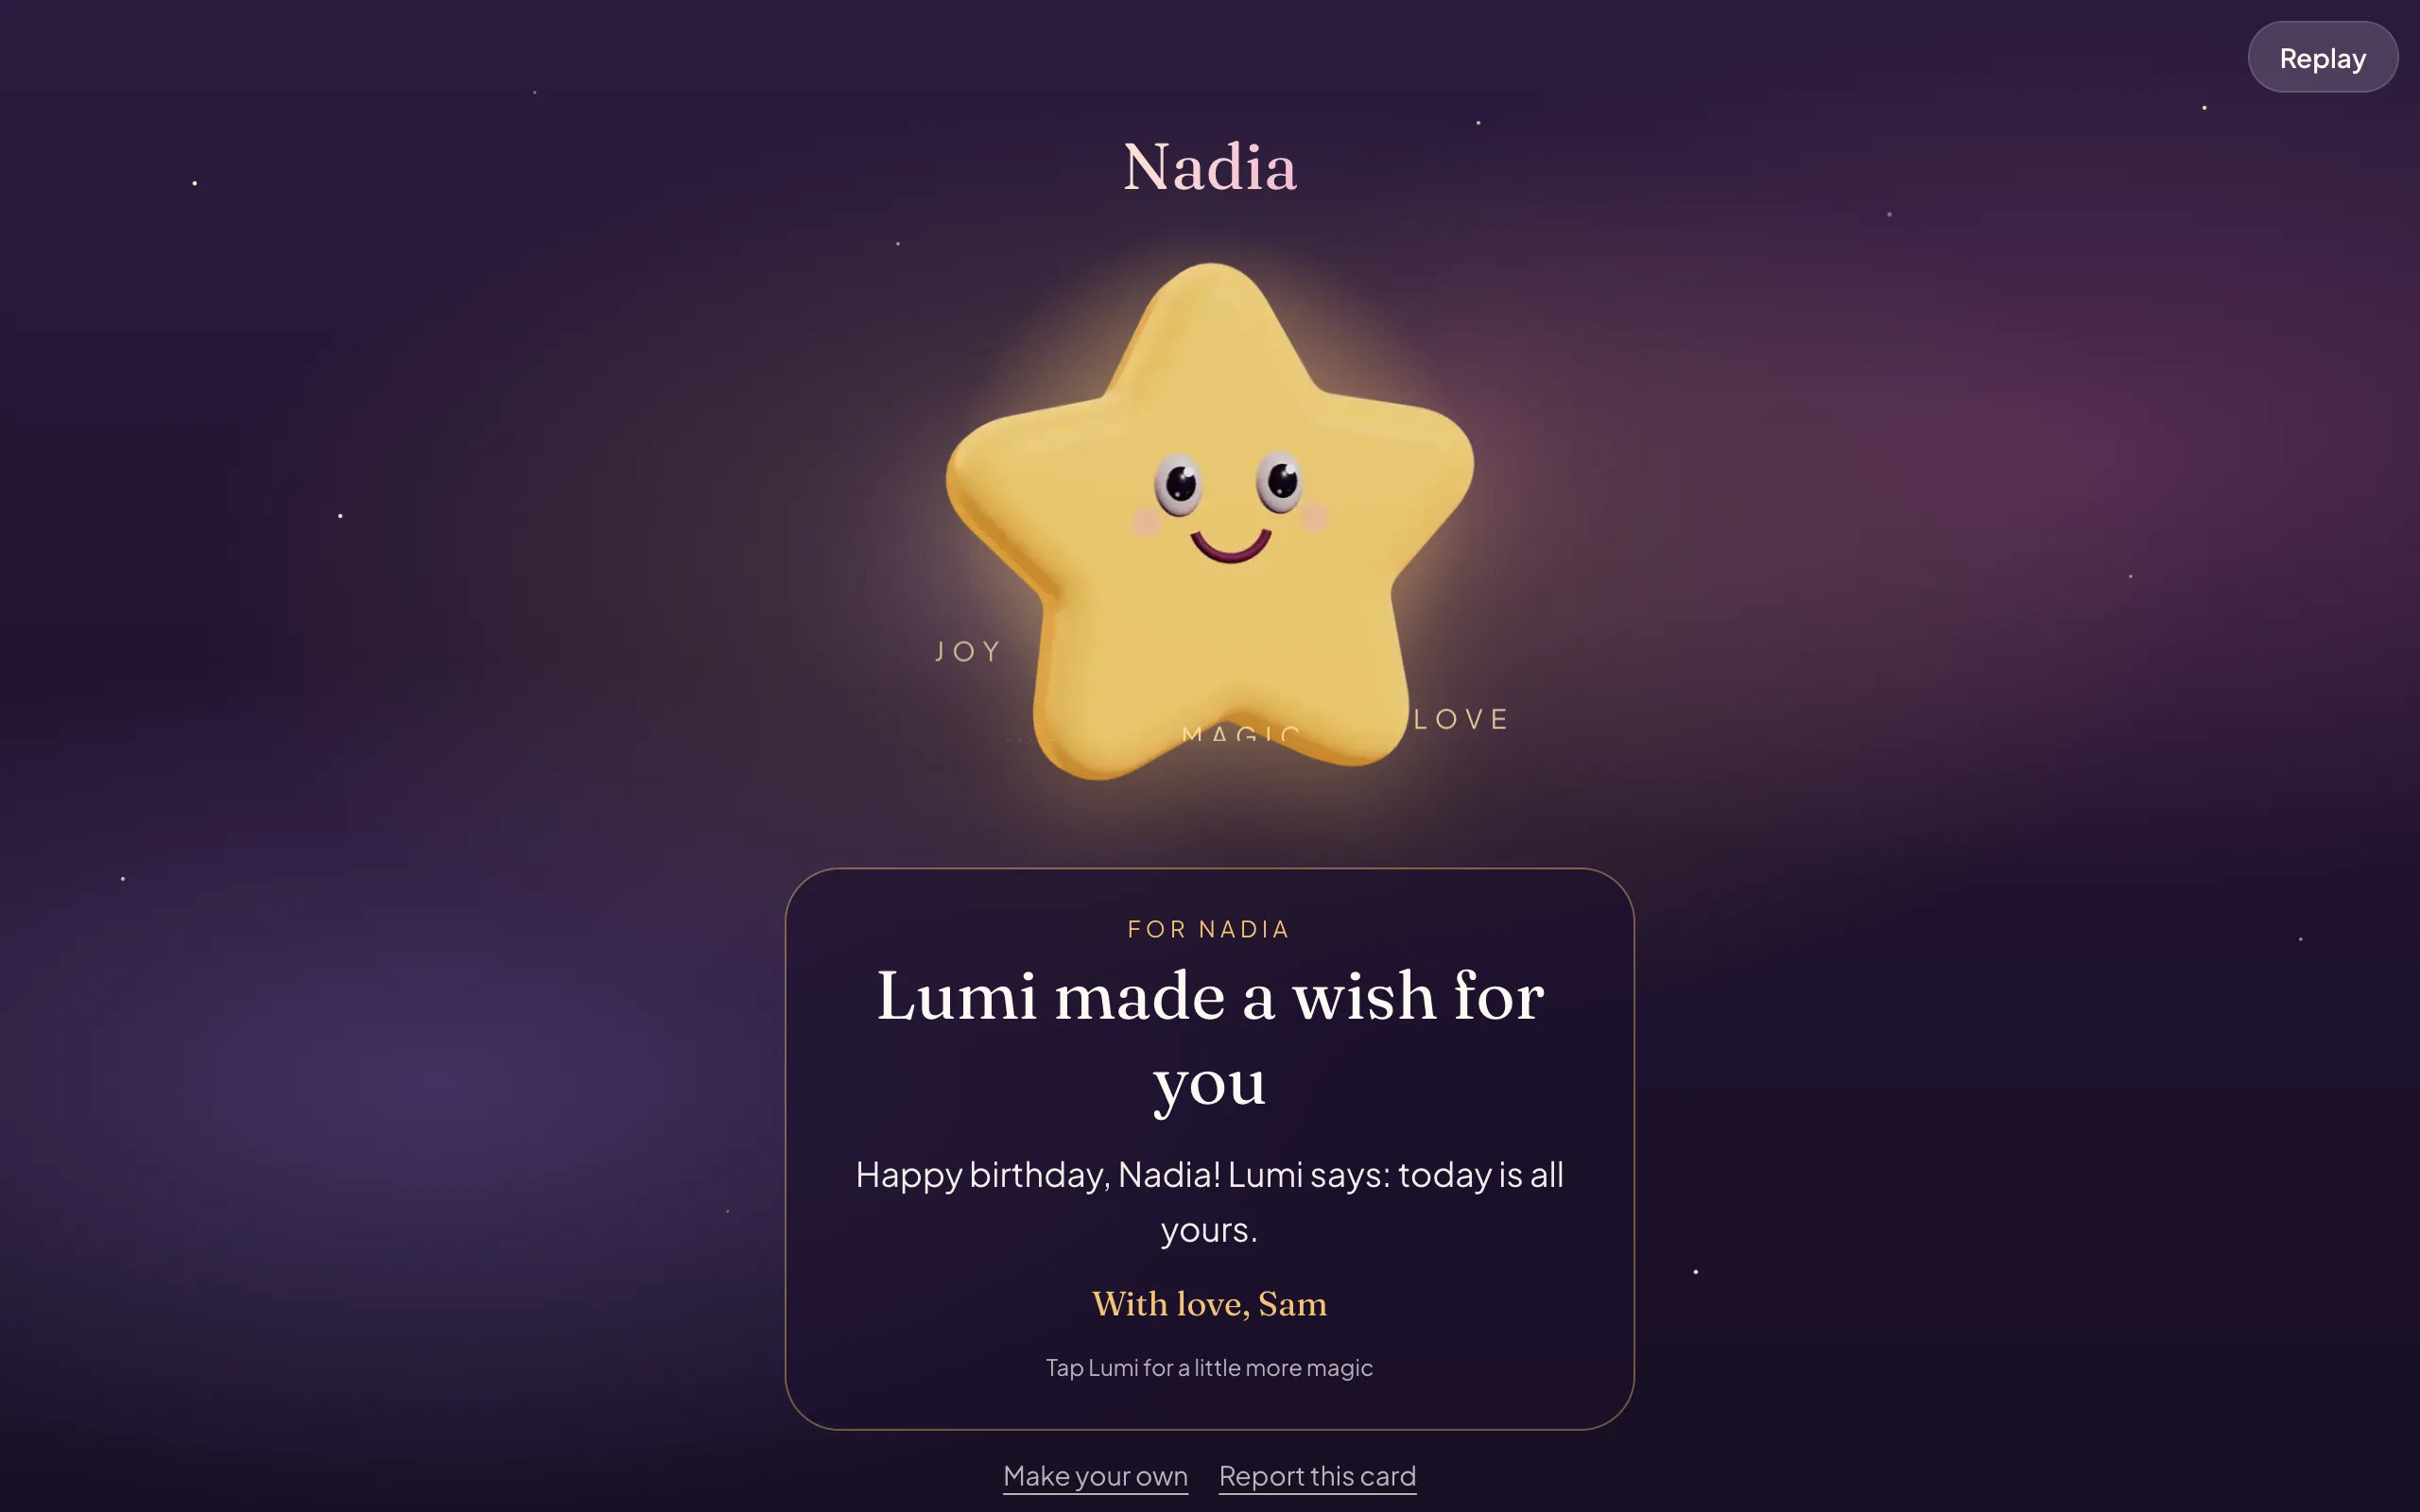 Replay
Nadia
JOY
LOVE
MAGIC
FOR NADIA
Lumi made a wish for
you
Happy birthday, Nadia! Lumi says: today is all
yours.
With love, Sam
Tap Lumi for a little more magic
Make your own Report this card